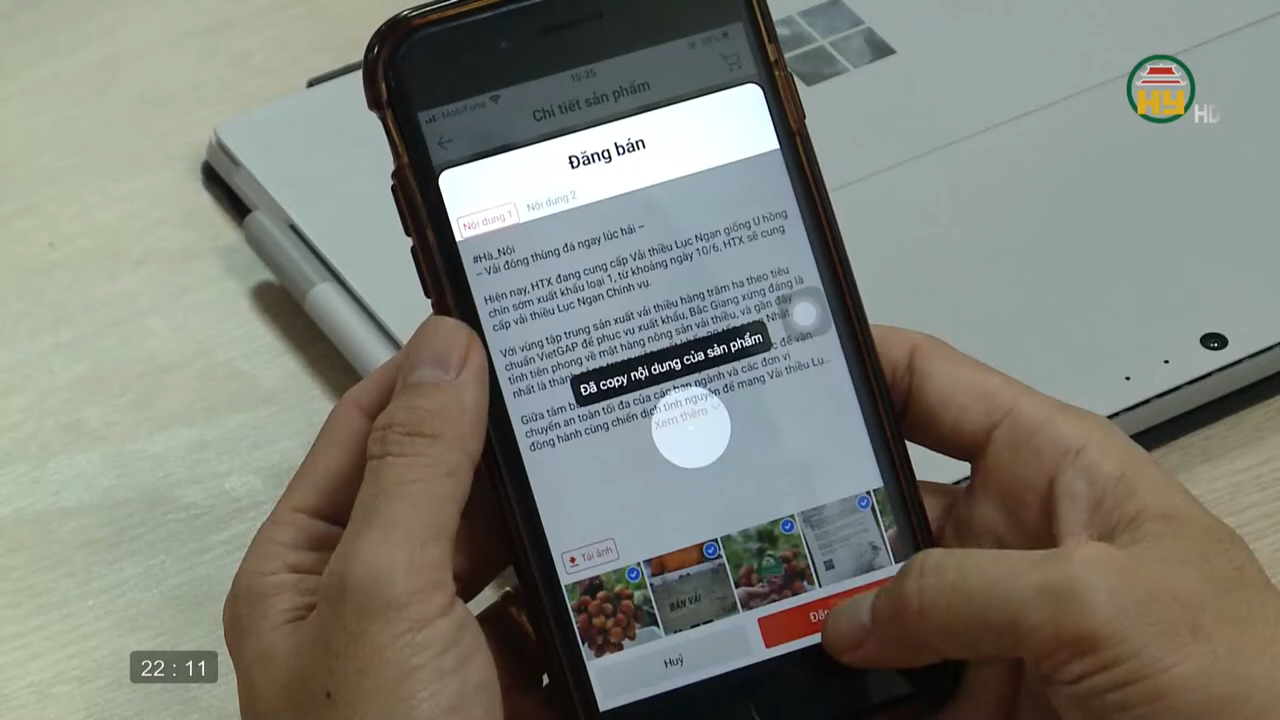 HY HD
MobiFone
15:25
Chi tiết sản phẩm
Đăng bán
Nội dung 1
Nội dung 2
#Hà_Nội
– Vải đóng thùng đá ngay lúc hái –
Hiện nay, HTX đang cung cấp Vải thiều Lục Ngạn giống U hồng
chín sớm xuất khẩu loại 1, từ khoảng ngày 10/6, HTX sẽ cung
cấp vải thiều Lục Ngạn Chính vụ.
Với vùng tập trung sản xuất vải thiều hàng trăm ha theo tiêu
chuẩn VietGAP để phục vụ xuất khẩu, Bắc Giang xứng đáng là
tỉnh tiên phong về mặt hàng nông sản vải thiều, và gần đây
nhất là Nhật
Đã copy nội dung của sản phẩm
Giữa tâm ban ngành và các đơn vị
chuyển an toàn tối đa của các
đồng hành cùng chiến dịch tình nguyện để mang Vải thiều Lụ...
Xem thêm
Tải ảnh
BÁN VẢI
Huỷ
Đăn
22 : 11